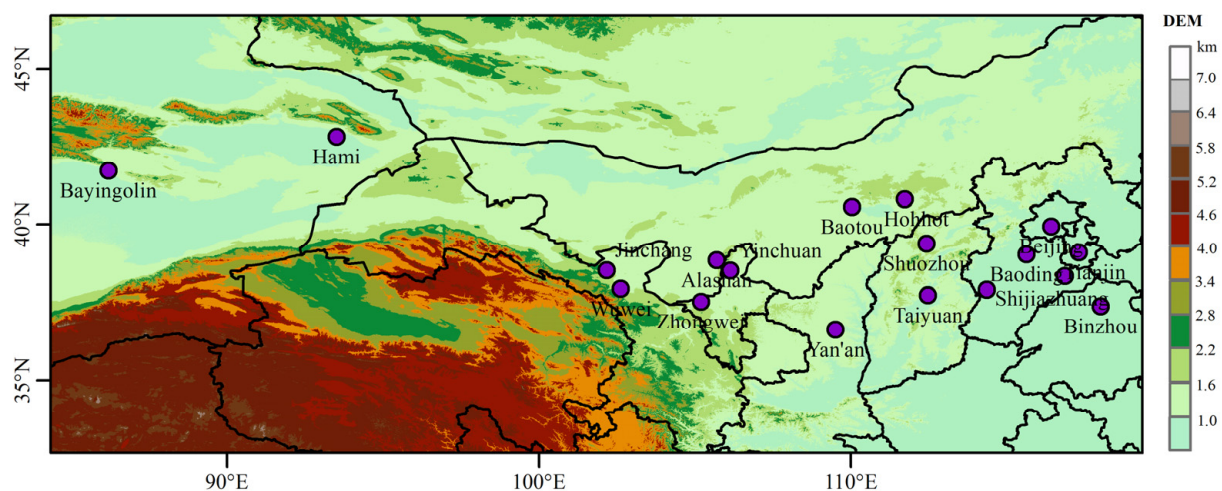 DEM
km
7.0
6.4
5.8
5.2
4.6
4.0
3.4
2.8
2.2
1.6
1.0
45°N
40°N
35°N
90°E
100°E
110°E
Hami
Bayingolin
Baotou
Hohhot
Jinchang
Yinchuan
Beijing
Shuozhou
Baoding
Tianjin
Alashan
Wuwei
Zhongwei
Shijiazhuang
Taiyuan
Binzhou
Yan'an